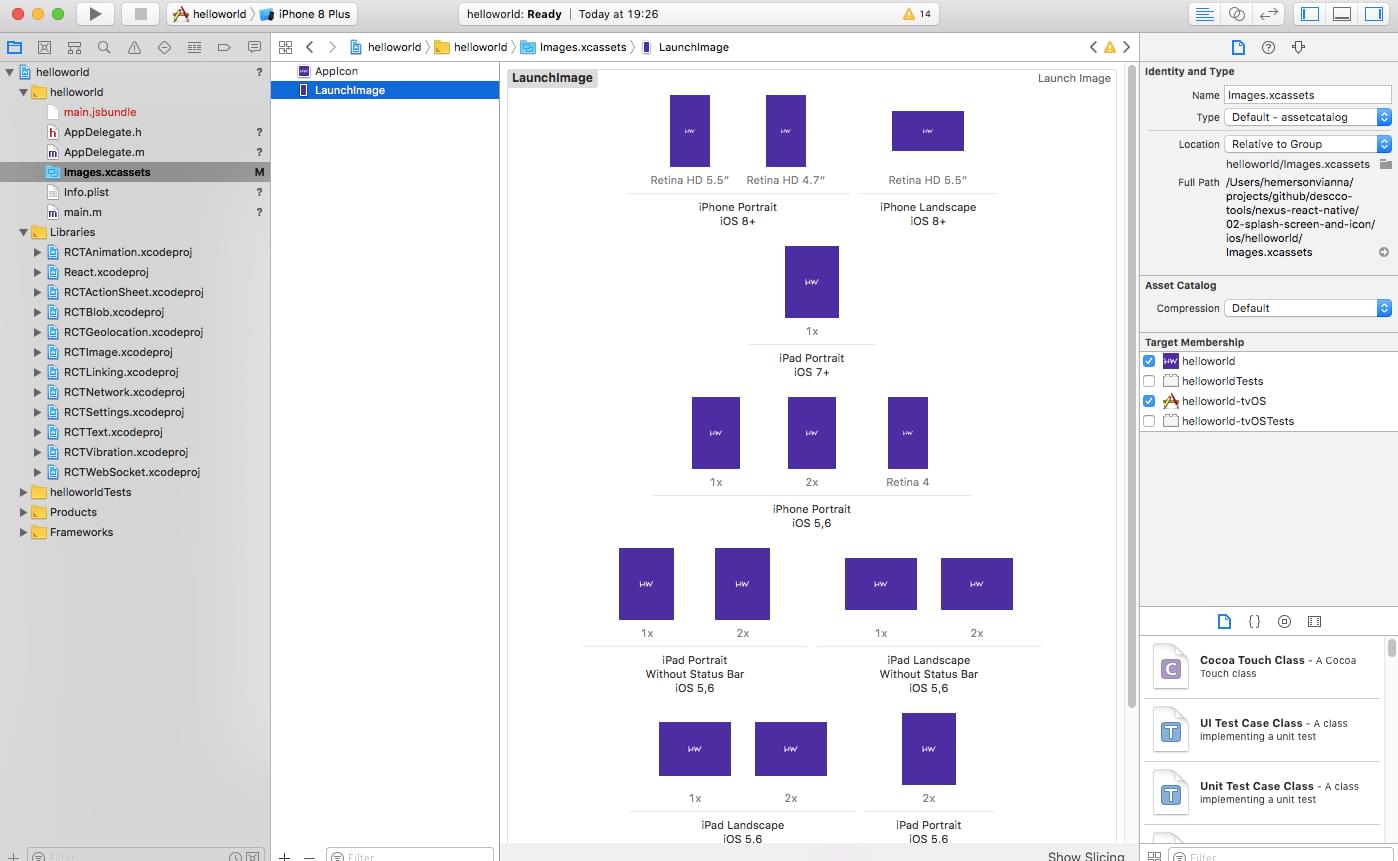 helloworld
iPhone 8 Plus
helloworld: Ready | Today at 19:26
14
helloworld
helloworld
Images.xcassets
LaunchImage
helloworld ?
helloworld
main.jsbundle
AppDelegate.h ?
AppDelegate.m ?
Images.xcassets M
Info.plist ?
main.m ?
Libraries
RCTAnimation.xcodeproj
React.xcodeproj
RCTActionSheet.xcodeproj
RCTBlob.xcodeproj
RCTGeolocation.xcodeproj
RCTImage.xcodeproj
RCTLinking.xcodeproj
RCTNetwork.xcodeproj
RCTSettings.xcodeproj
RCTText.xcodeproj
RCTVibration.xcodeproj
RCTWebSocket.xcodeproj
helloworldTests
Products
Frameworks
Filter
AppIcon
LaunchImage
Filter
LaunchImage
Launch Image
HW HW HW
Retina HD 5.5” Retina HD 4.7” Retina HD 5.5”
iPhone Portrait
iOS 8+
iPhone Landscape
iOS 8+
HW
1x
iPad Portrait
iOS 7+
HW HW HW
1x 2x Retina 4
iPhone Portrait
iOS 5,6
HW HW HW HW
1x 2x 1x 2x
iPad Portrait
Without Status Bar
iOS 5,6
iPad Landscape
Without Status Bar
iOS 5,6
HW HW HW
1x 2x 2x
iPad Landscape
iOS 5,6
iPad Portrait
iOS 5,6
Show Slicing
Identity and Type
Name Images.xcassets
Type Default - assetcatalog
Location Relative to Group
helloworld/Images.xcassets
Full Path /Users/hemersonvianna/
projects/github/descco-
tools/nexus-react-native/
02-splash-screen-and-icon/
ios/helloworld/
Images.xcassets
Asset Catalog
Compression Default
Target Membership
HW helloworld
helloworldTests
helloworld-tvOS
helloworld-tvOSTests
{}
C
Cocoa Touch Class - A Cocoa
Touch class
T
UI Test Case Class - A class
implementing a unit test
T
Unit Test Case Class - A class
implementing a unit test
Filter